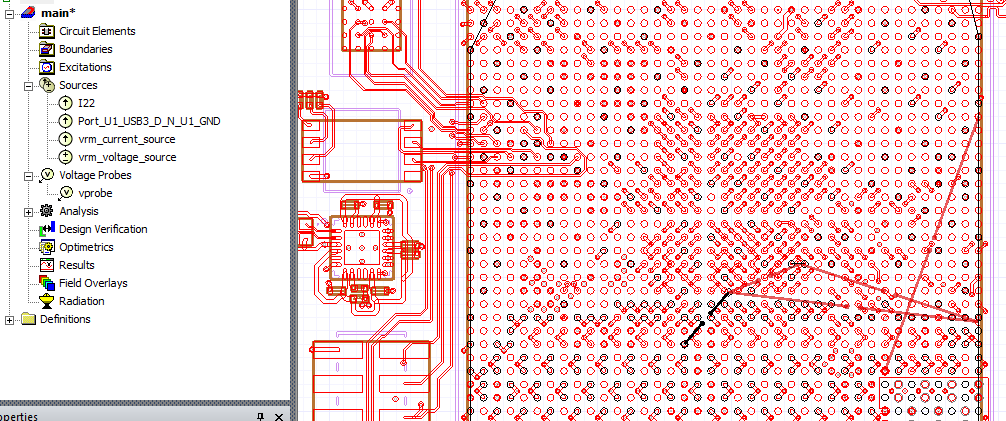 main*
Circuit Elements
Boundaries
Excitations
Sources
I22
Port_U1_USB3_D_N_U1_GND
vrm_current_source
vrm_voltage_source
Voltage Probes
vprobe
Analysis
Design Verification
Optimetrics
Results
Field Overlays
Radiation
Definitions
operties